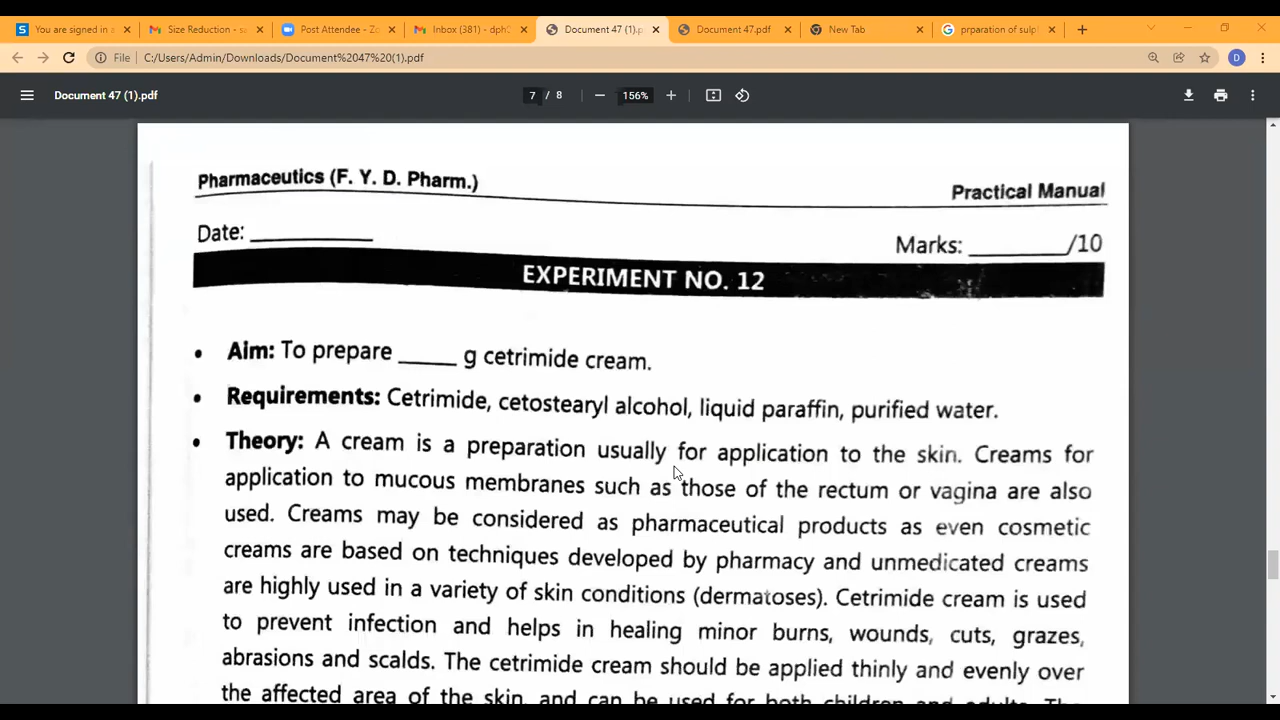 You are signed in a
Size Reduction - sa
Post Attendee - Zo
Inbox (381) - dph0
Document 47 (1).p
Document 47.pdf
New Tab
prparation of sulp
File C:/Users/Admin/Downloads/Document%2047%20(1).pdf
D
Document 47 (1).pdf
7 / 8
156%
Pharmaceutics (F. Y. D. Pharm.) Practical Manual
Date: __________ Marks: ________/10
EXPERIMENT NO. 12
• Aim: To prepare _____ g cetrimide cream.
• Requirements: Cetrimide, cetostearyl alcohol, liquid paraffin, purified water.
• Theory: A cream is a preparation usually for application to the skin. Creams for
application to mucous membranes such as those of the rectum or vagina are also
used. Creams may be considered as pharmaceutical products as even cosmetic
creams are based on techniques developed by pharmacy and unmedicated creams
are highly used in a variety of skin conditions (dermatoses). Cetrimide cream is used
to prevent infection and helps in healing minor burns, wounds, cuts, grazes,
abrasions and scalds. The cetrimide cream should be applied thinly and evenly over
the affected area of the skin, and can be used for both children and adults. The